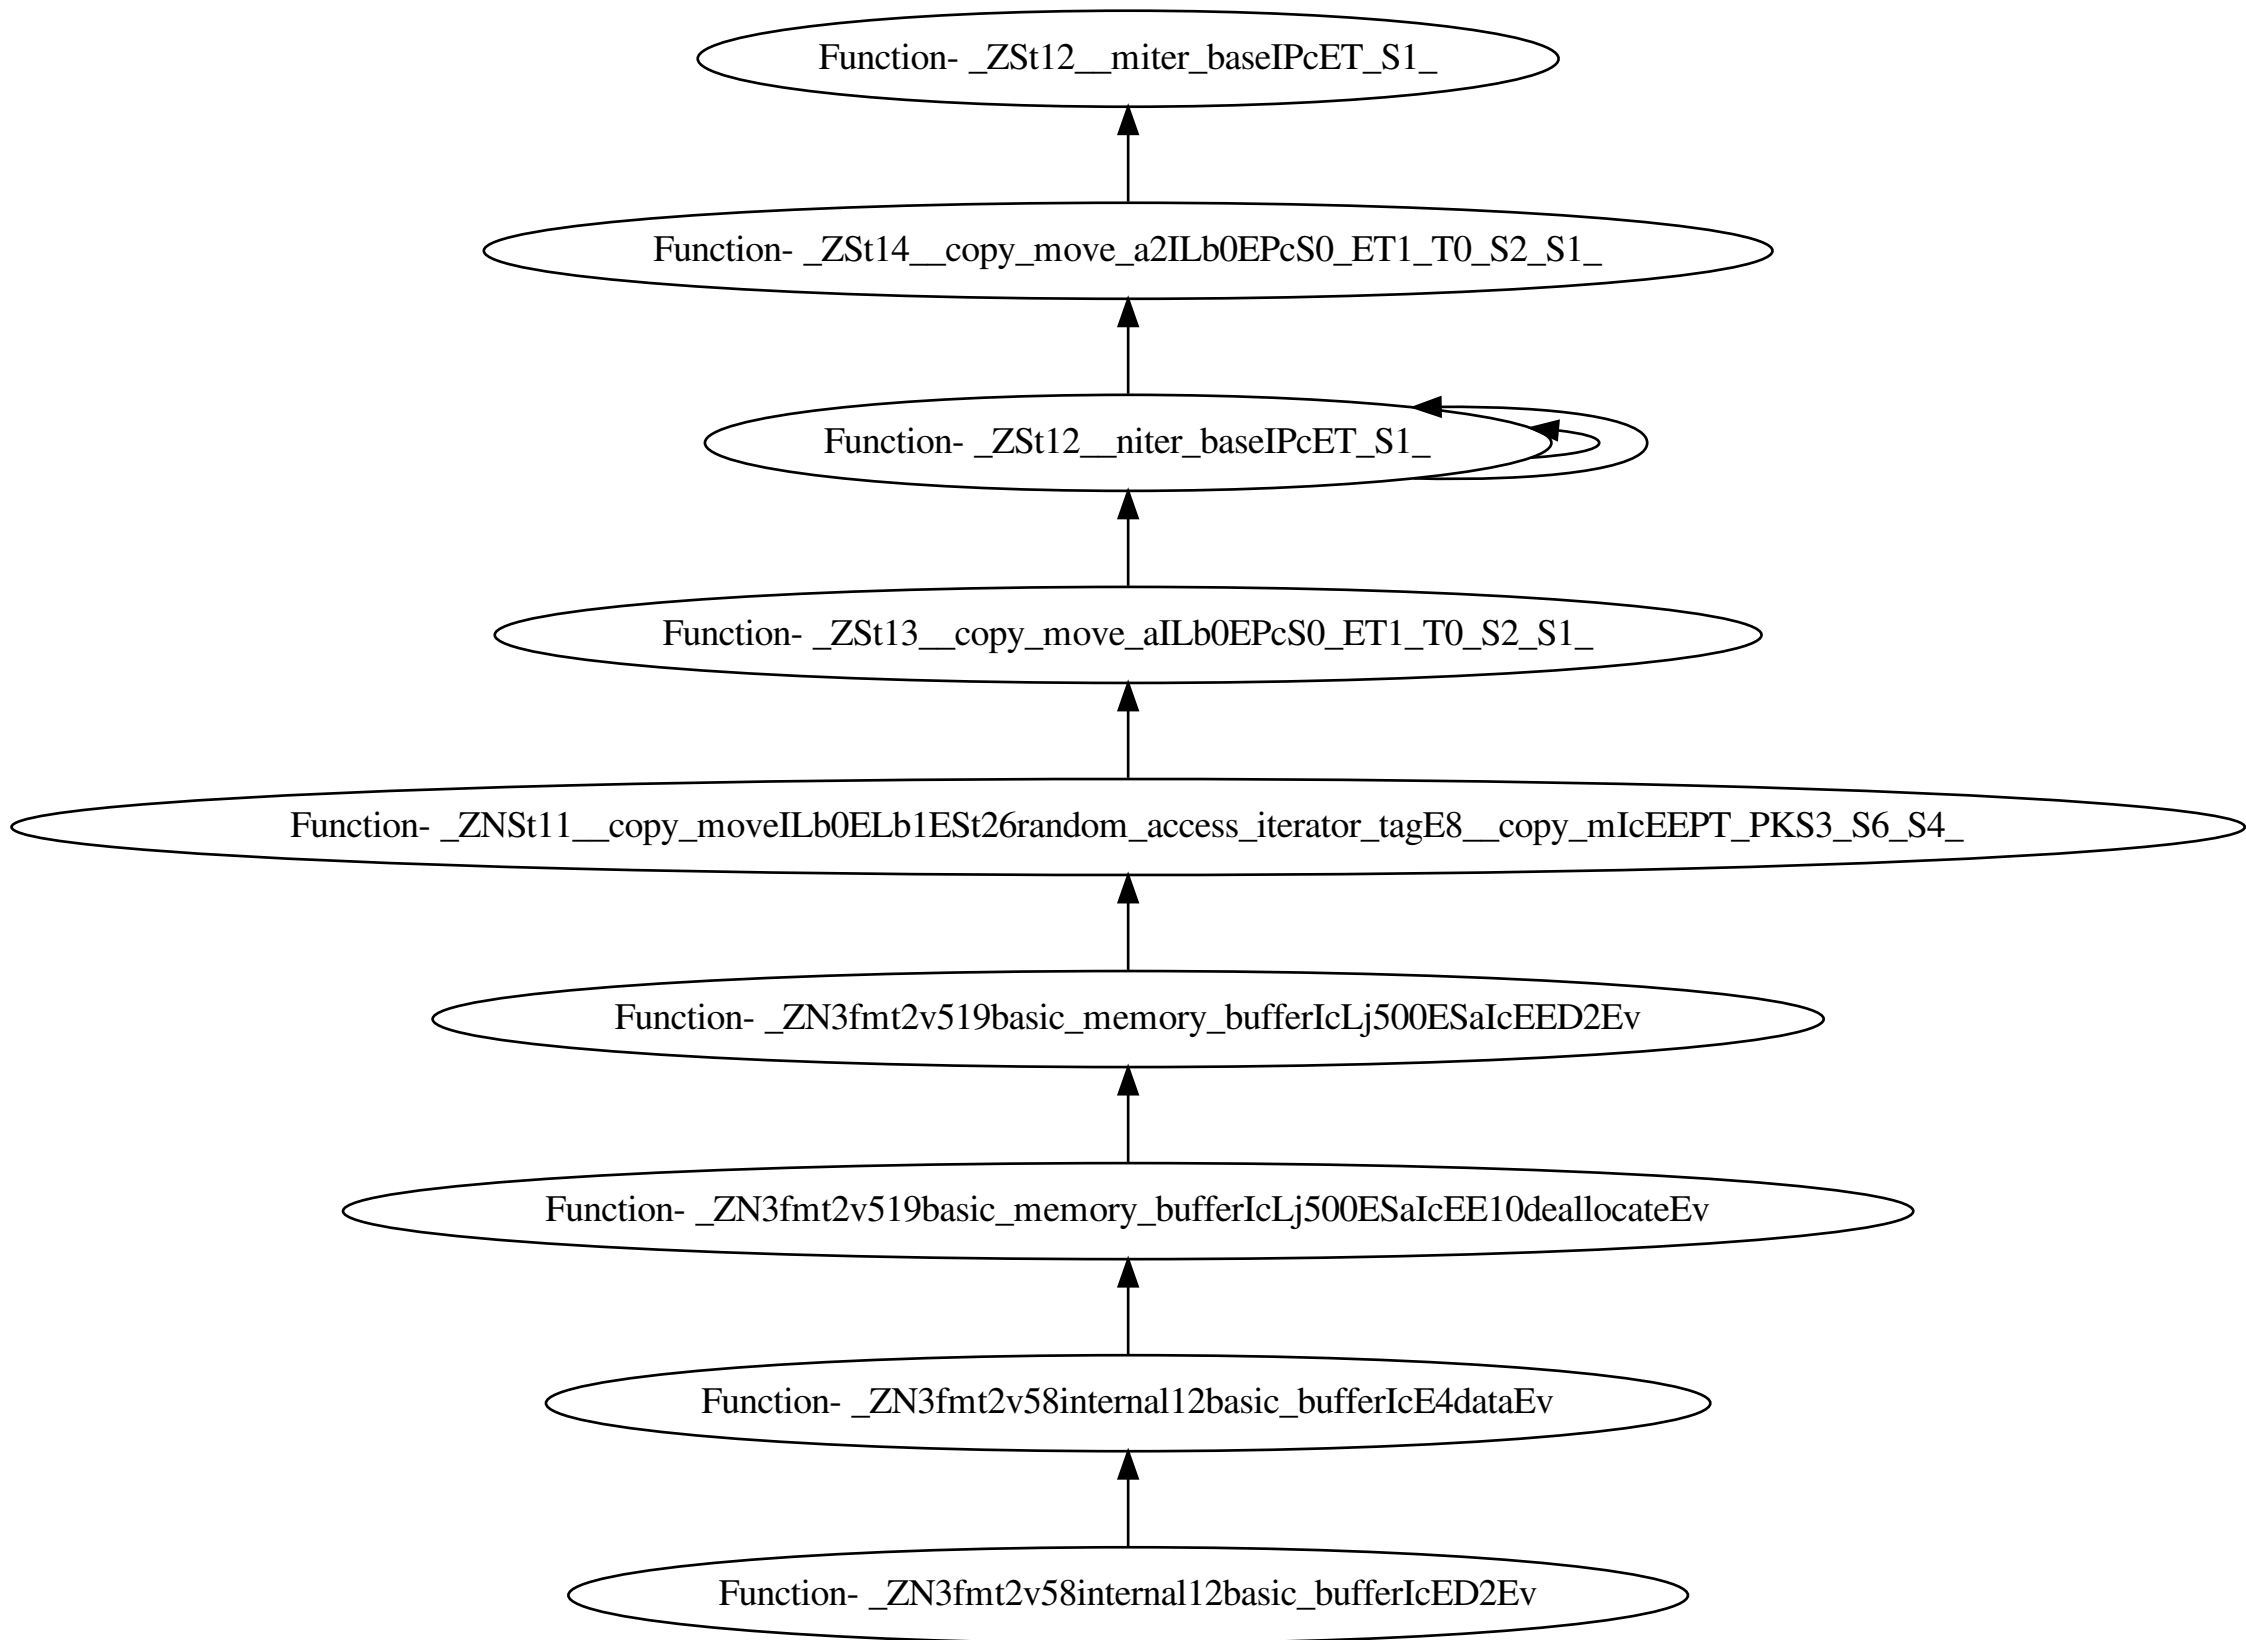 Function- _ZSt12__miter_baseIPcET_S1_
Function- _ZSt14__copy_move_a2ILb0EPcS0_ET1_T0_S2_S1_
Function- _ZSt12__niter_baseIPcET_S1_
Function- _ZSt13__copy_move_aILb0EPcS0_ET1_T0_S2_S1_
Function- _ZNSt11__copy_moveILb0ELb1ESt26random_access_iterator_tagE8__copy_mIcEEPT_PKS3_S6_S4_
Function- _ZN3fmt2v519basic_memory_bufferIcLj500ESaIcEED2Ev
Function- _ZN3fmt2v519basic_memory_bufferIcLj500ESaIcEE10deallocateEv
Function- _ZN3fmt2v58internal12basic_bufferIcE4dataEv
Function- _ZN3fmt2v58internal12basic_bufferIcED2Ev